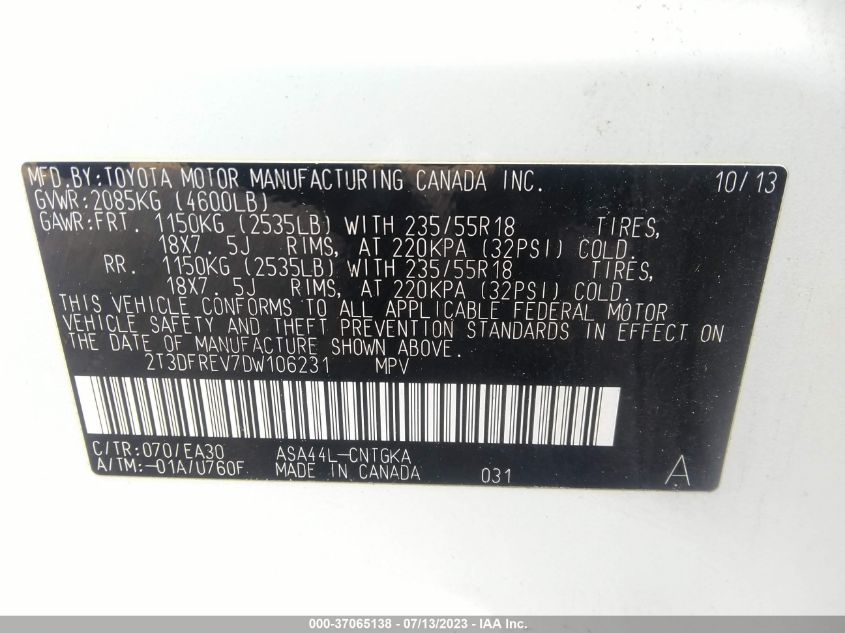 MFD.BY:TOYOTA MOTOR MANUFACTURING CANADA INC. 10/13
GVWR:2085KG (4600LB)
GAWR:FRT. 1150KG (2535LB) WITH 235/55R18 TIRES,
18X7. 5J RIMS, AT 220KPA (32PSI) COLD.
RR. 1150KG (2535LB) WITH 235/55R18 TIRES,
18X7. 5J RIMS, AT 220KPA (32PSI) COLD.
THIS VEHICLE CONFORMS TO ALL APPLICABLE FEDERAL MOTOR
VEHICLE SAFETY AND THEFT PREVENTION STANDARDS IN EFFECT ON
THE DATE OF MANUFACTURE SHOWN ABOVE.
2T3DFREV7DW106231 MPV
C/TR:070/EA30 ASA44L-CNTGKA
A/TM:-01A/U760F MADE IN CANADA 031 A
000-37065138 - 07/13/2023 - IAA Inc.